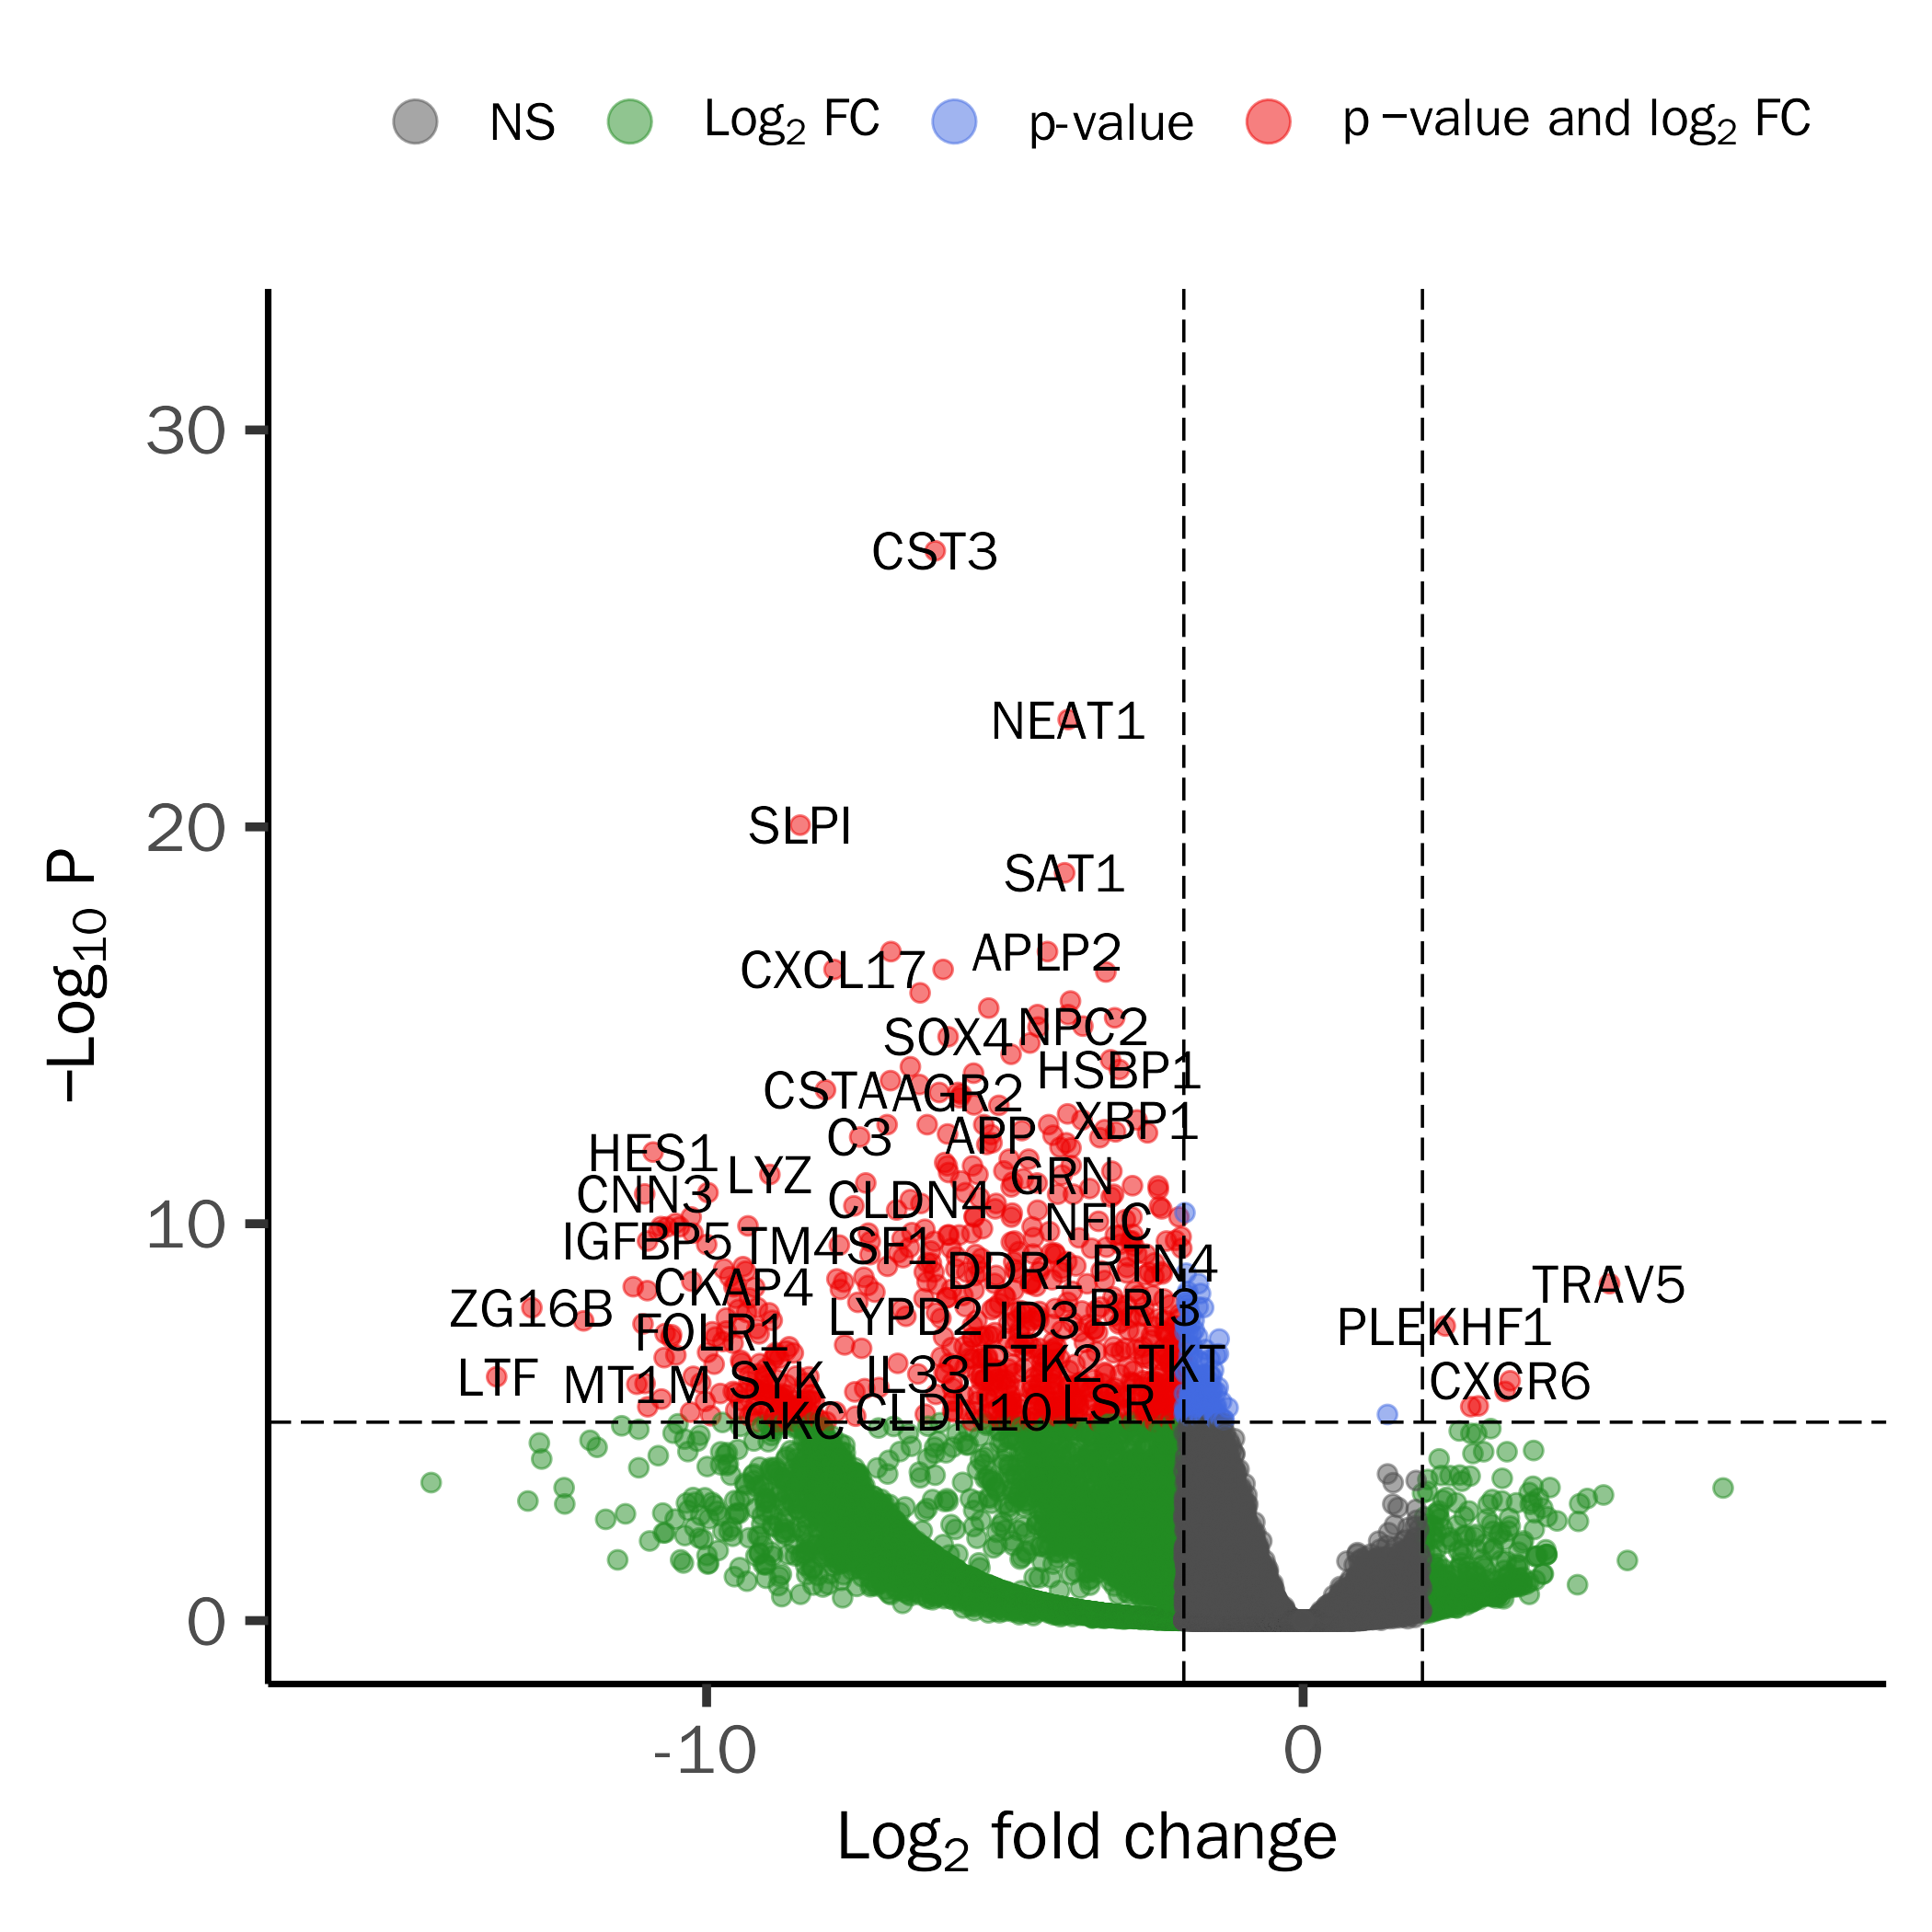 NS Log2 FC p-value p −value and log2 FC
30
CST3
NEAT1
20
SLPI
SAT1
APLP2
CXCL17
NPC2
SOX4
HSBP1
CSTA AGR2
XBP1
C3 APP
HES1
LYZ GRN
CNN3 CLDN4
10
NFIC
IGFBP5 TM4SF1
DDR1 RTN4
CKAP4 TRAV5
ZG16B BRI3
LYPD2 ID3 PLEKHF1
FOLR1
PTK2 TKT
LTF IL33
MT1M SYK CXCR6
LSR
CLDN10
IGKC
0
−Log10 P
-10 0
Log2 fold change